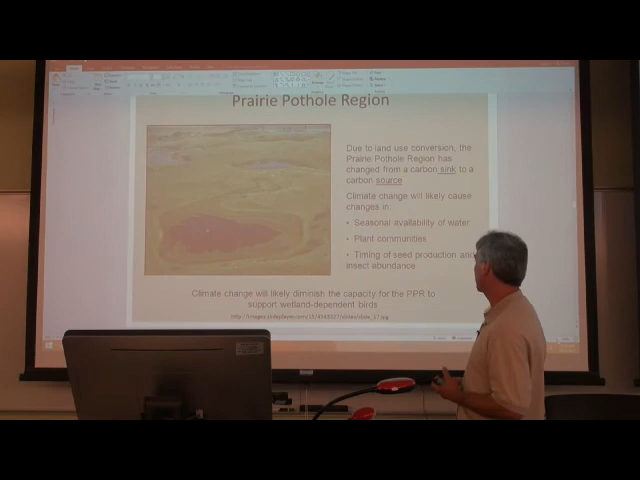 Prairie Pothole Region
Due to land use conversion, the
Prairie Pothole Region has
changed from a carbon sink to a
carbon source
Climate change will likely cause
changes in:
• Seasonal availability of water
• Plant communities
• Timing of seed production and
insect abundance
Climate change will likely diminish the capacity for the PPR to
support wetland-dependent birds